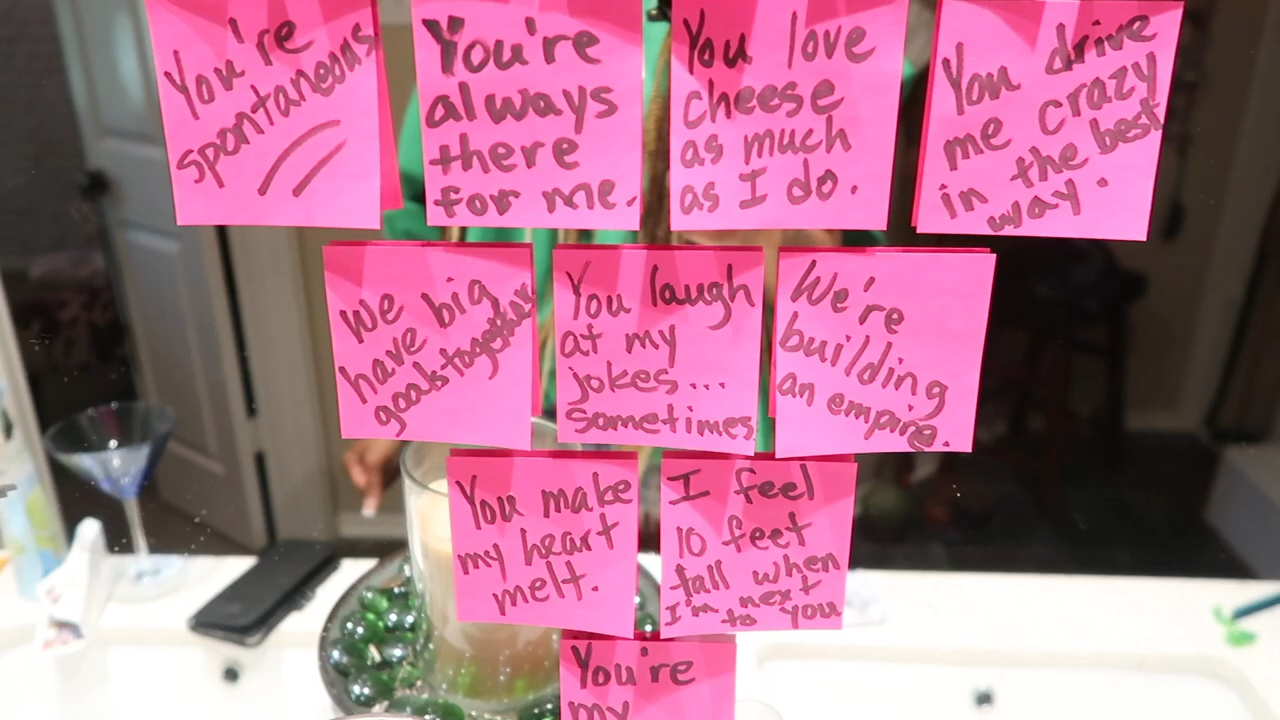 You're
spontaneous
You're
always
there
for me.
You love
cheese
as much
as I do.
You drive
me crazy
in the best
way.
We big
have
goals together
You laugh
at my
jokes...
sometimes
We're
building
an empire.
You make
my heart
melt.
I feel
10 feet
tall when
I'm next
to you
You're
my